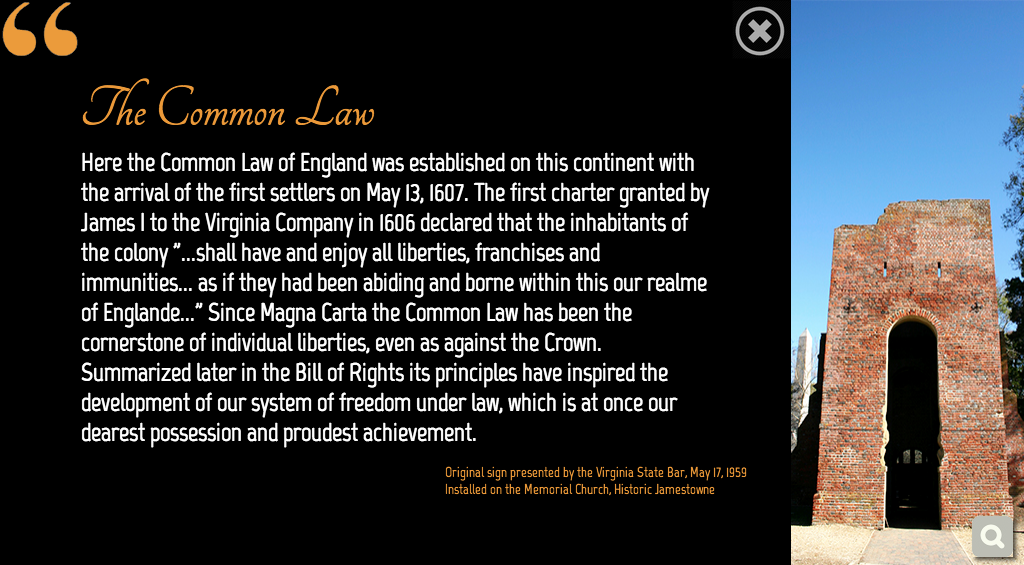 The Common Law
Here the Common Law of England was established on this continent with
the arrival of the first settlers on May 13, 1607. The first charter granted by
James I to the Virginia Company in 1606 declared that the inhabitants of
the colony "...shall have and enjoy all liberties, franchises and
immunities... as if they had been abiding and borne within this our realme
of Englande..." Since Magna Carta the Common Law has been the
cornerstone of individual liberties, even as against the Crown.
Summarized later in the Bill of Rights its principles have inspired the
development of our system of freedom under law, which is at once our
dearest possession and proudest achievement.
Original sign presented by the Virginia State Bar, May 17, 1959
Installed on the Memorial Church, Historic Jamestowne